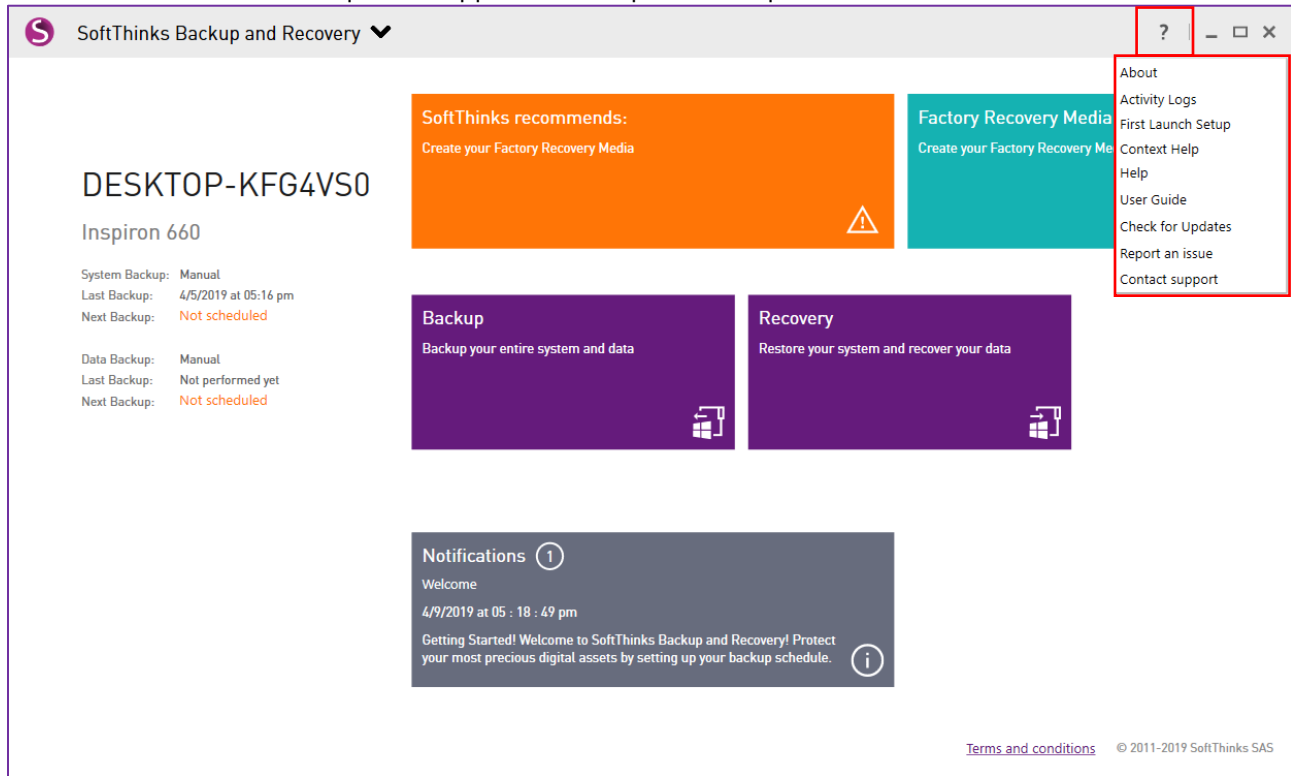 SoftThinks Backup and Recovery
?
About
Activity Logs
First Launch Setup
Context Help
Help
User Guide
Check for Updates
Report an issue
Contact support
SoftThinks recommends:
Create your Factory Recovery Media
Factory Recovery Media
Create your Factory Recovery Me
DESKTOP-KFG4VS0
Inspiron 660
System Backup: Manual
Last Backup: 4/5/2019 at 05:16 pm
Next Backup: Not scheduled
Data Backup: Manual
Last Backup: Not performed yet
Next Backup: Not scheduled
Backup
Backup your entire system and data
Recovery
Restore your system and recover your data
Notifications 1
Welcome
4/9/2019 at 05 : 18 : 49 pm
Getting Started! Welcome to SoftThinks Backup and Recovery! Protect
your most precious digital assets by setting up your backup schedule.
Terms and conditions © 2011-2019 SoftThinks SAS